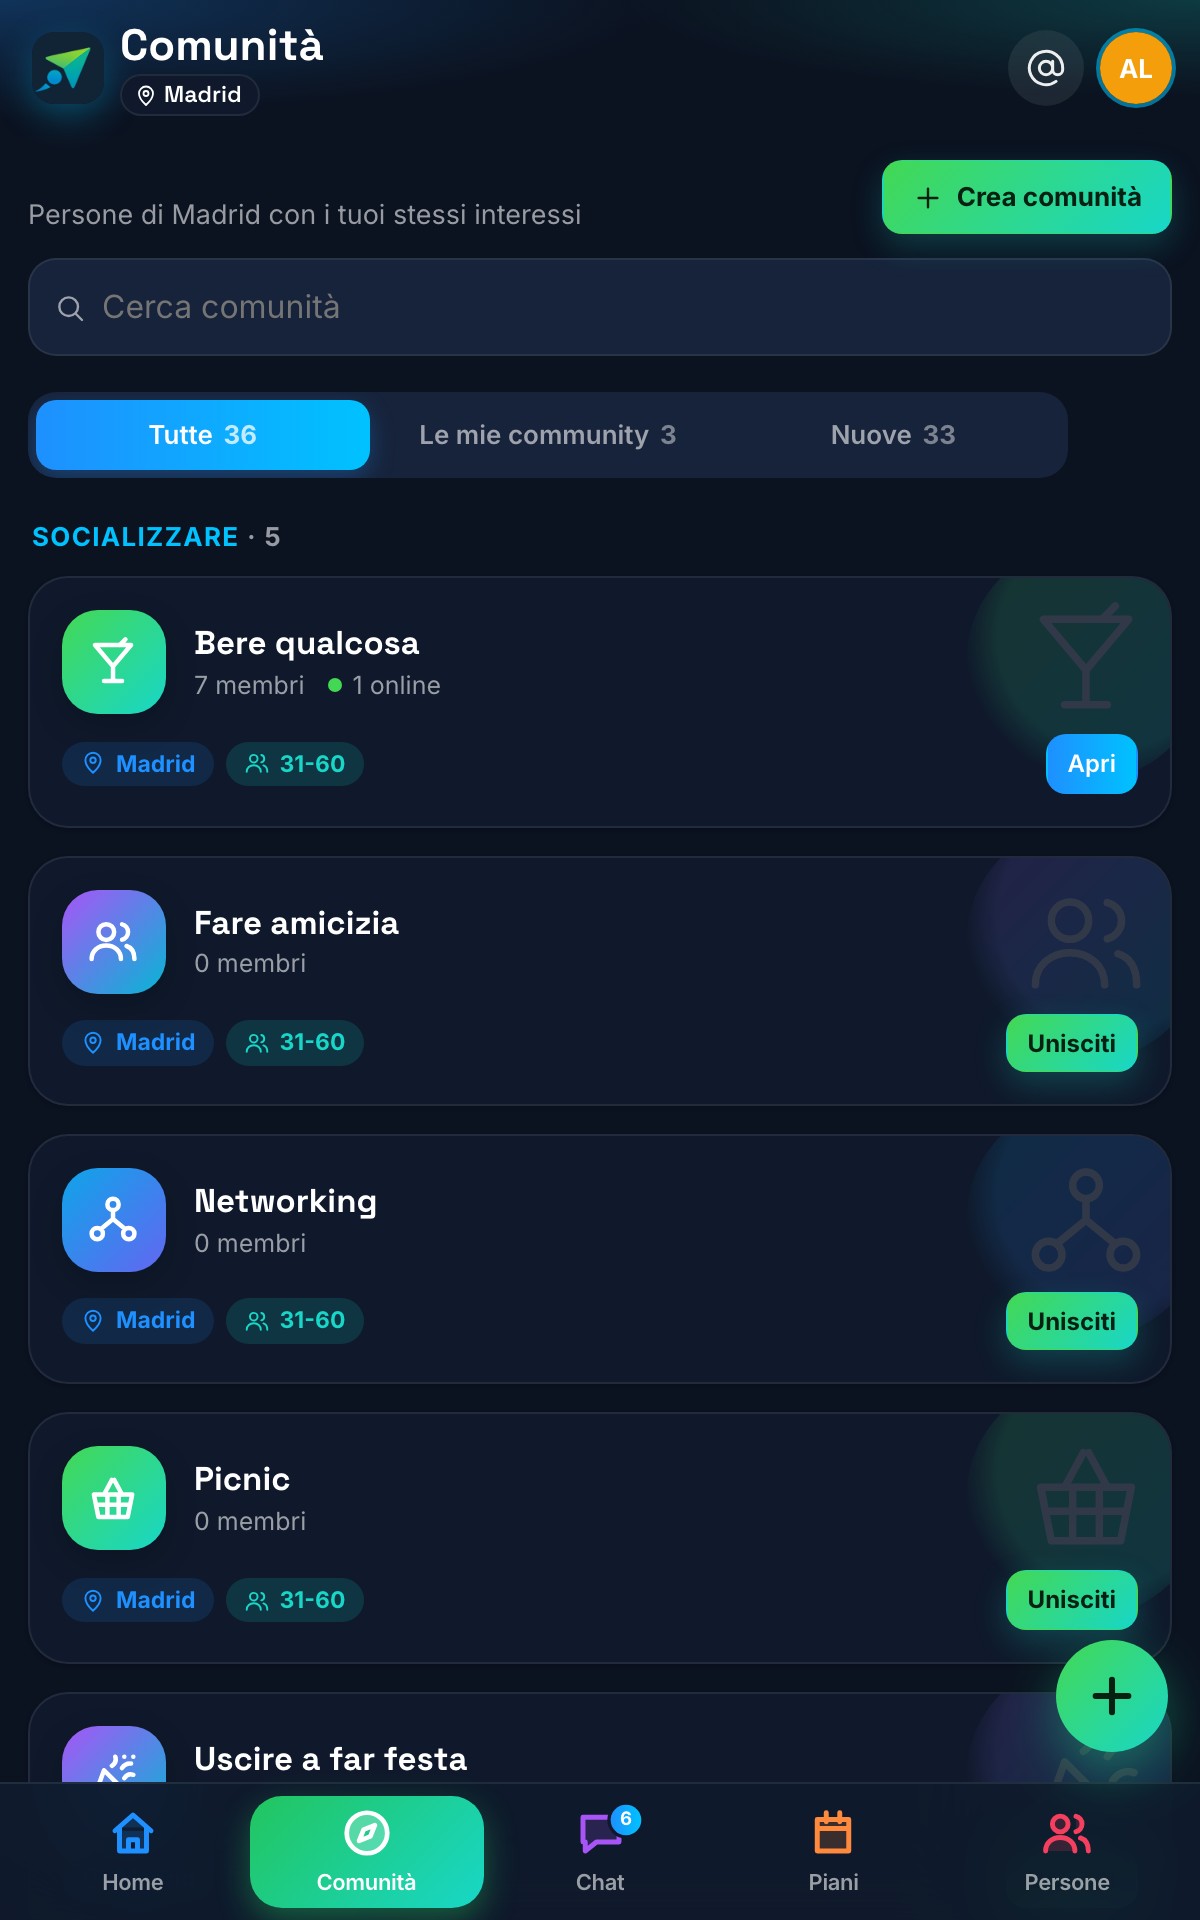 Comunità
Madrid
@
AL
Persone di Madrid con i tuoi stessi interessi
+ Crea comunità
Cerca comunità
Tutte 36
Le mie community 3
Nuove 33
SOCIALIZZARE · 5
Bere qualcosa
7 membri 1 online
Madrid 31-60
Apri
Fare amicizia
0 membri
Madrid 31-60
Unisciti
Networking
0 membri
Madrid 31-60
Unisciti
Picnic
0 membri
Madrid 31-60
Unisciti
+
Uscire a far festa
6
Home
Comunità
Chat
Piani
Persone